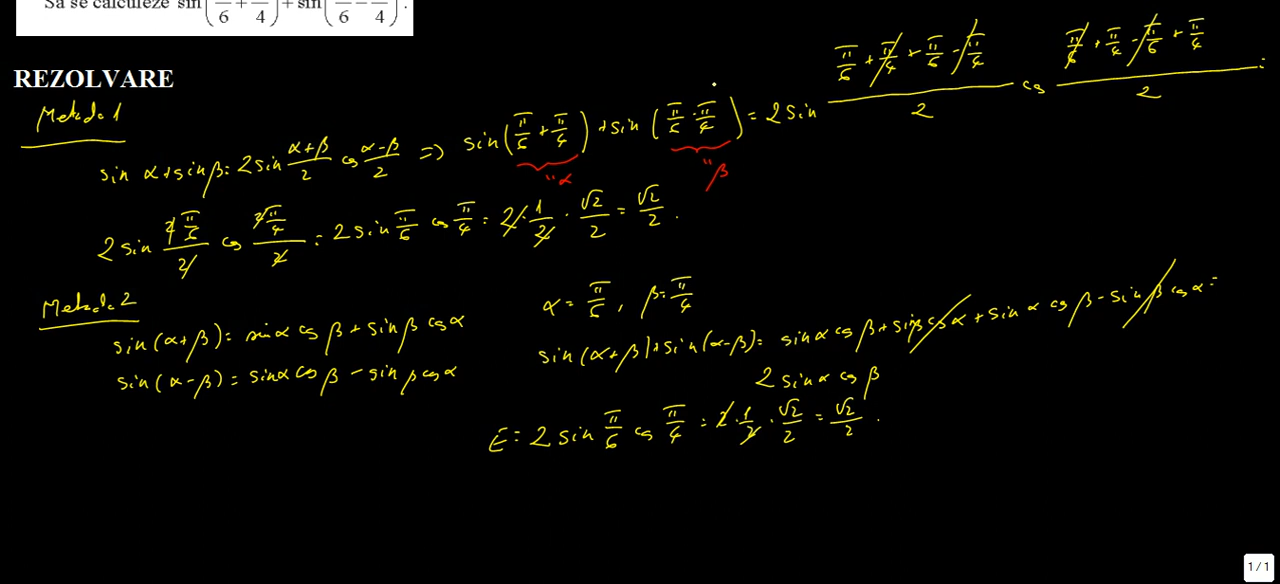 Să se calculeze sin(π/6 + π/4) + sin(π/6 − π/4).
REZOLVARE
Metoda 1
sin α + sin β = 2 sin (α+β)/2 cos (α−β)/2 ⇒ sin(π/6 + π/4) + sin(π/6 - π/4) = 2 sin (π/6 + π/4 + π/6 − π/4)/2 cos (π/6 + π/4 − π/6 + π/4)/2 =
"α "β
2 sin (2π/6)/2 cos (2π/4)/2 = 2 sin π/6 cos π/4 = 2·1/2 · √2/2 = √2/2.
Metoda 2
α = π/6, β = π/4
sin(α+β) = sin α cos β + sin β cos α
sin(α−β) = sin α cos β − sin β cos α
sin(α+β) + sin(α−β) = sin α cos β + sin β cos α + sin α cos β − sin β cos α =
2 sin α cos β
E = 2 sin π/6 cos π/4 = 2·1/2 · √2/2 = √2/2.
1/1